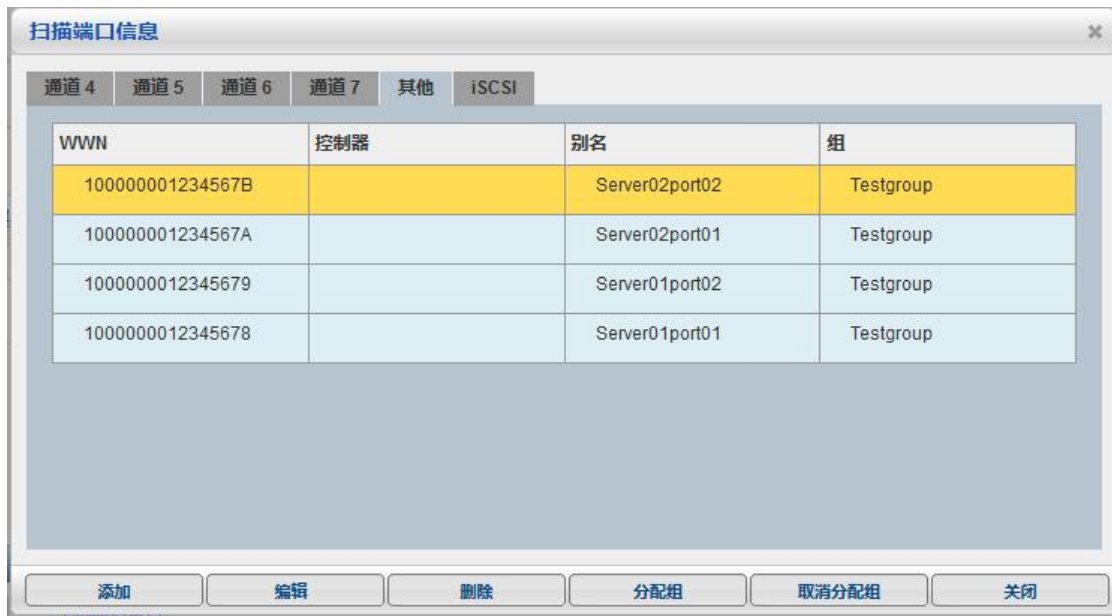 扫描端口信息
通道 4 通道 5 通道 6 通道 7 其他 iSCSI
WWN 控制器 别名 组
100000001234567B Server02port02 Testgroup
100000001234567A Server02port01 Testgroup
1000000012345679 Server01port02 Testgroup
1000000012345678 Server01port01 Testgroup
添加 编辑 删除 分配组 取消分配组 关闭